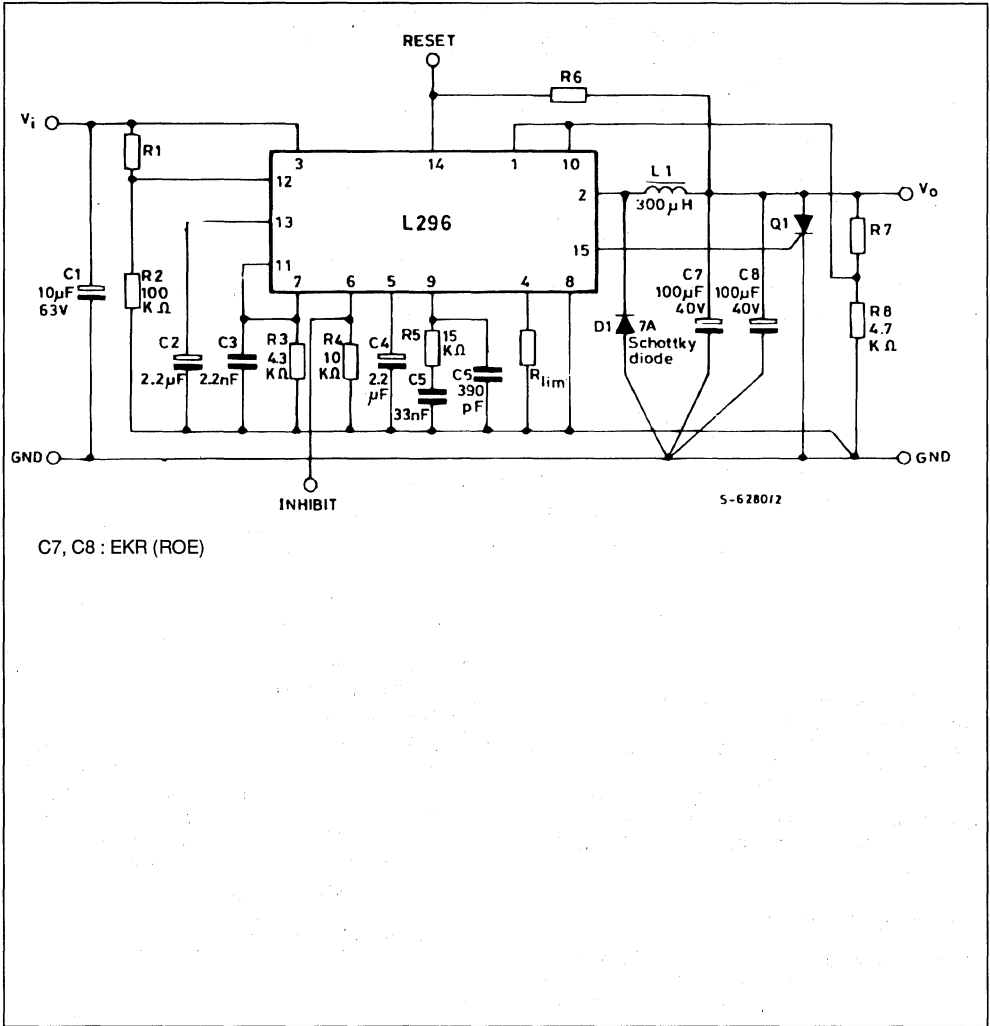 RESET
R6
Vi
R1
3
14
1
10
12
2
L1
300µH
Vo
13
L296
Q1
R7
15
11
7
6
5
9
4
8
C1
10µF
63V
R2
100
KΩ
C7
100µF
40V
C8
100µF
40V
R8
4.7
KΩ
D1
7A
Schottky
diode
C2
2.2µF
C3
2.2nF
R3
4.3
KΩ
R4
10
KΩ
C4
2.2
µF
R5
15
KΩ
C5
33nF
C6
390
pF
Rlim
GND
GND
INHIBIT
S-6280/2
C7, C8 : EKR (ROE)